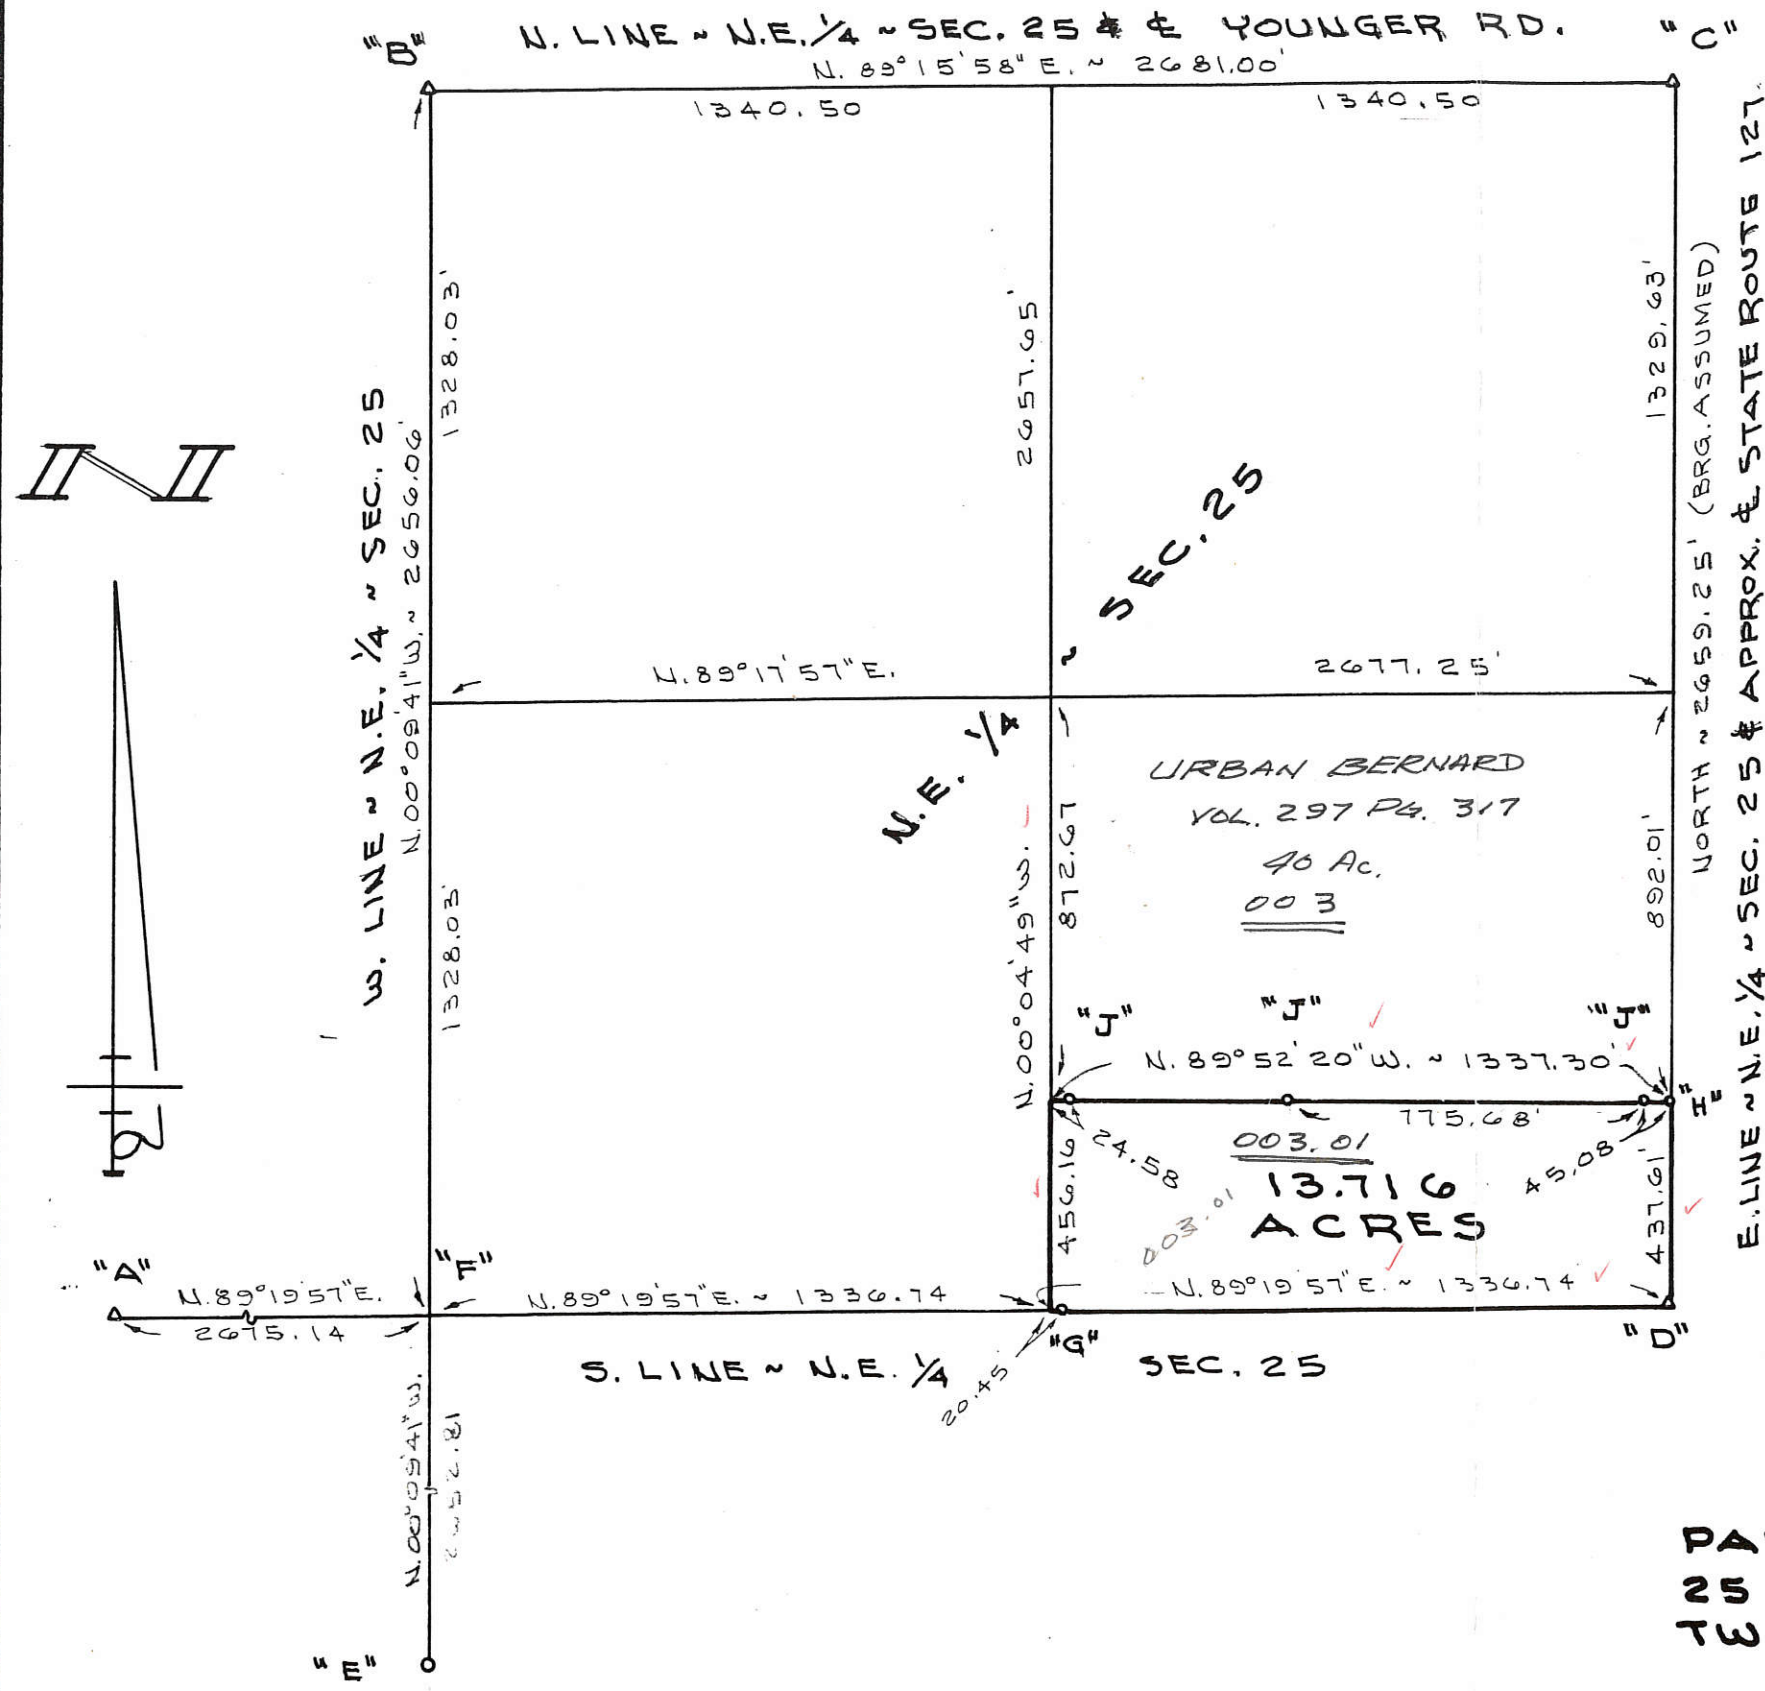 "B"
N. LINE ~ N.E. ¼ ~ SEC. 25 & ℄ YOUNGER RD.
"C"
N. 89°15'58" E. ~ 2681.00'
1340.50
1340.50
W. LINE ~ N.E. ¼ ~ SEC. 25
N. 00°09'41" W. ~ 2656.06'
1328.03'
1328.03'
2657.65'
1329.63'
NORTH ~ 2659.25' (BRG. ASSUMED)
E. LINE ~ N.E. ¼ ~ SEC. 25 & APPROX. ℄ STATE ROUTE 127.
N
N.E. ¼ ~ SEC. 25
N. 89°17'57" E.
2677.25'
URBAN BERNARD
VOL. 297 PG. 317
40 Ac.
003
N. 00°04'49" W.
872.67
892.01'
"J"
"J"
"J"
N. 89°52'20" W. ~ 1337.30'
"H"
775.68'
24.58
003.01
45.08
13.716
ACRES
003.01
456.16
437.61'
"A"
N. 89°19'57" E.
2675.14
"F"
N. 89°19'57" E. ~ 1336.74
N. 89°19'57" E. ~ 1336.74
"G"
"D"
20.45
S. LINE ~ N.E. ¼
SEC. 25
N. 00°09'41" W.
"E"
PA
25
TW